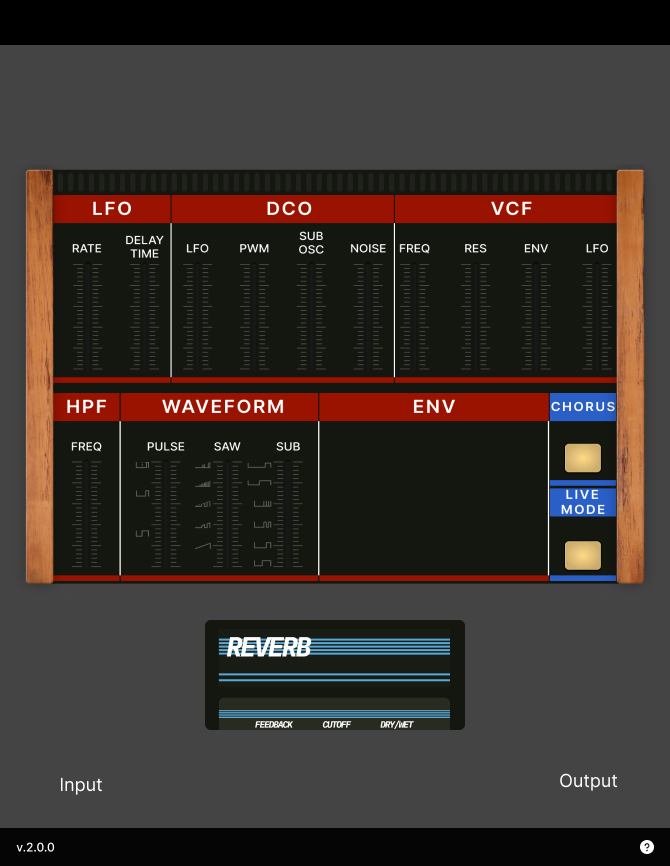 LFO DCO VCF
RATE DELAY TIME LFO PWM SUB OSC NOISE FREQ RES ENV LFO
HPF WAVEFORM ENV CHORUS
FREQ PULSE SAW SUB
LIVE
MODE
REVERB
FEEDBACK CUTOFF DRY/WET
Input Output
v.2.0.0 ?